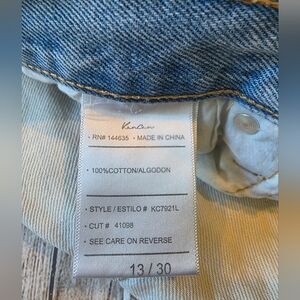 KanCan
• RN# 144635 • MADE IN CHINA
• 100%COTTON/ALGODON
• STYLE / ESTILO # KC7921L
• CUT # 41098
• SEE CARE ON REVERSE
13 / 30